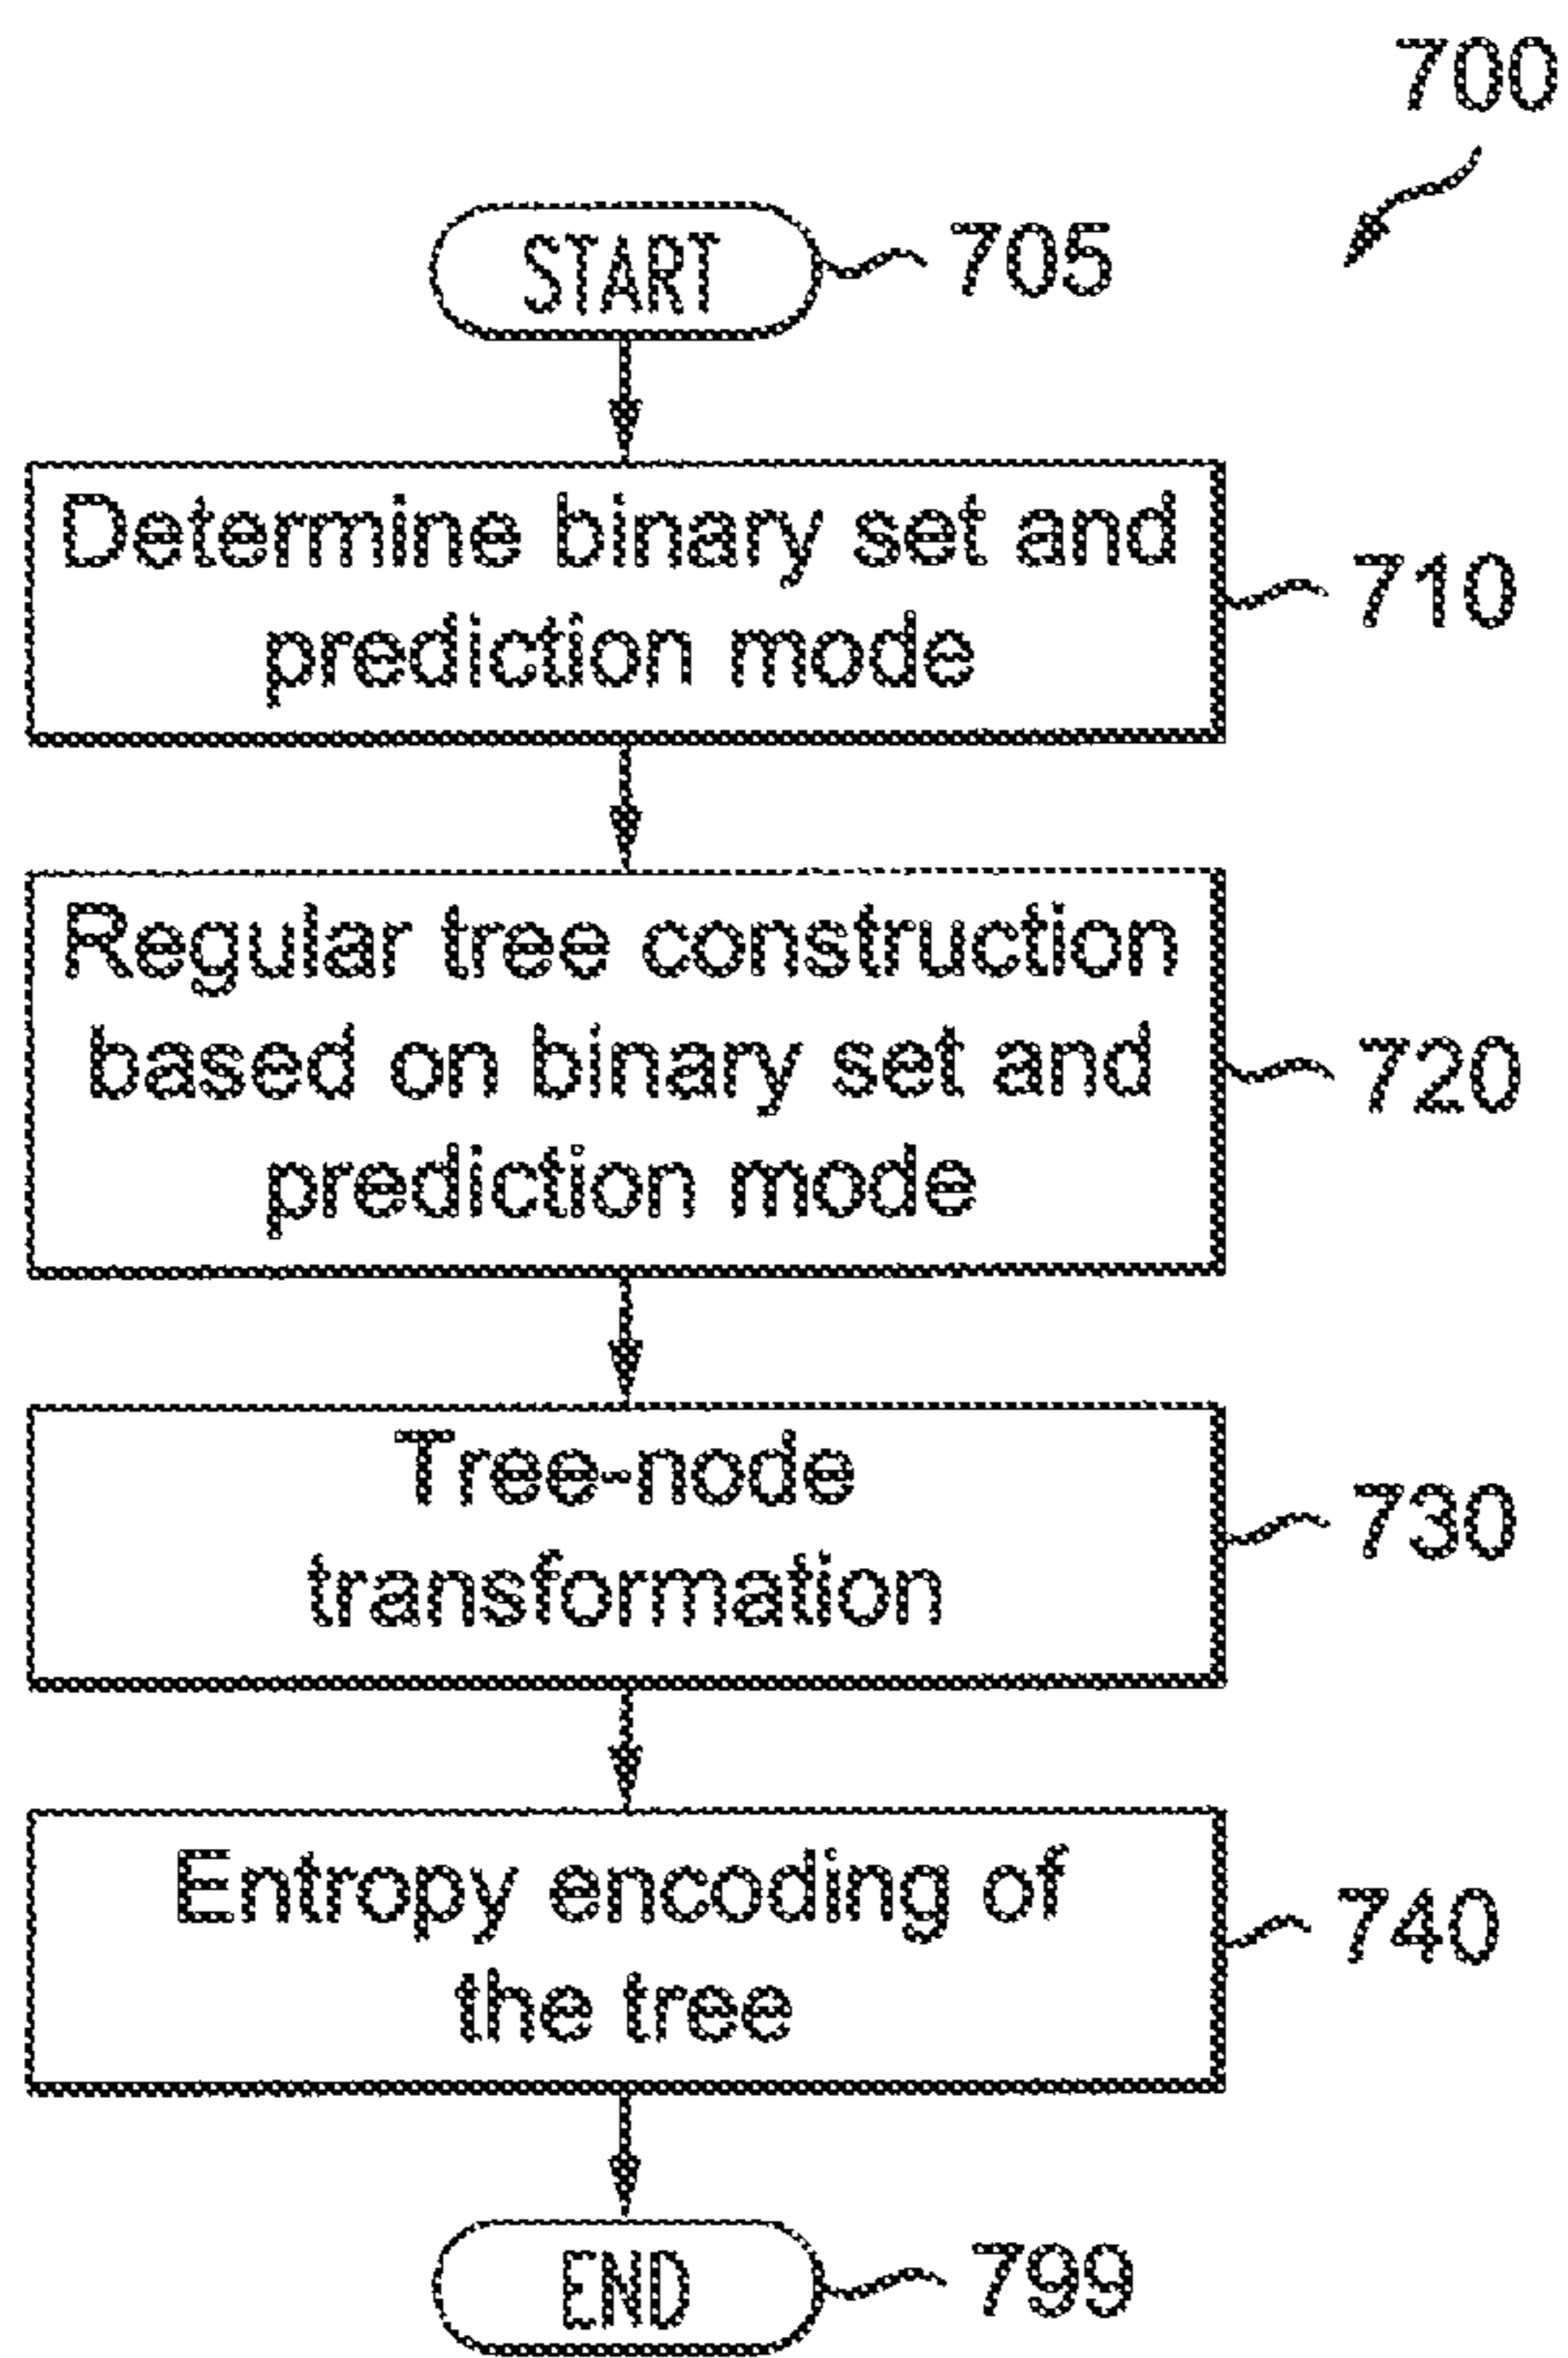 700
START
705
Determine binary set and
prediction mode
710
Regular tree construction
based on binary set and
prediction mode
720
Tree-node
transformation
730
Entropy encoding of
the tree
740
END
799